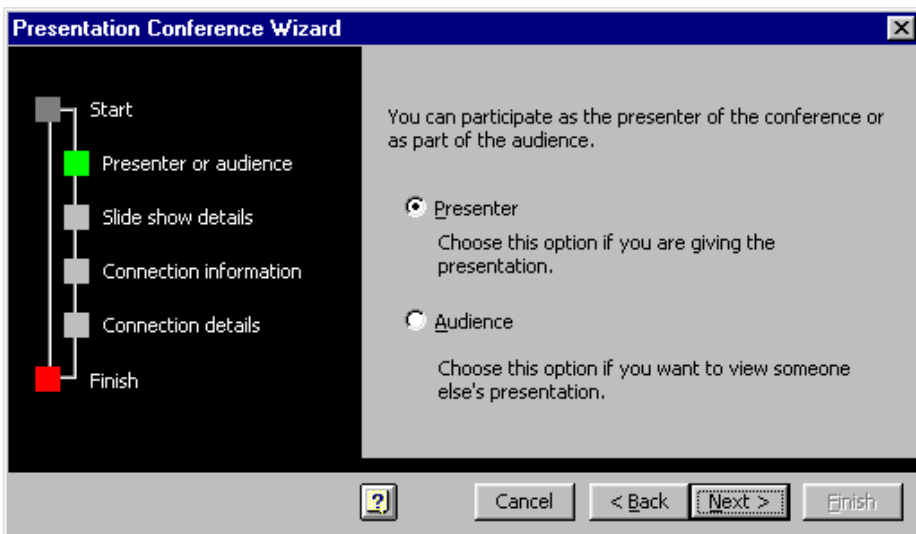 Presentation Conference Wizard
Start
Presenter or audience
Slide show details
Connection information
Connection details
Finish
You can participate as the presenter of the conference or
as part of the audience.
Presenter
Choose this option if you are giving the
presentation.
Audience
Choose this option if you want to view someone
else's presentation.
? Cancel < Back Next > Finish